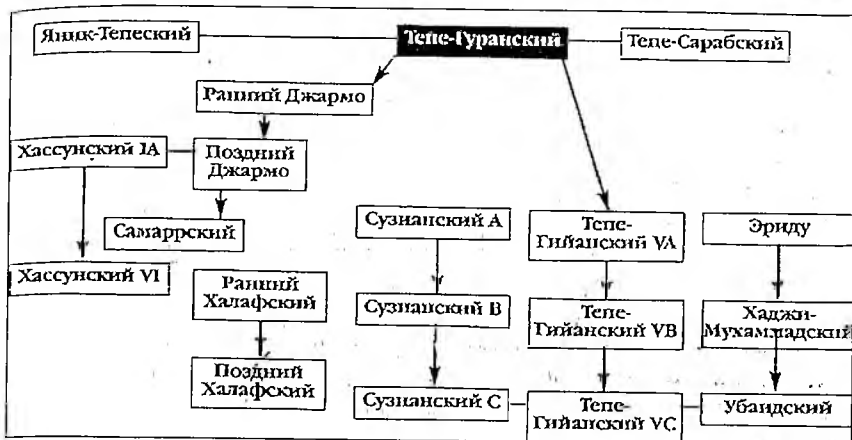 Яник-Тепеский
Тепе-Гуранский
Тепе-Сарабский
Ранний Джармо
Хассунский IA
Поздний
Джармо
Самаррский
Сузианский A
Тепе-
Гийанский VA
Эриду
Хассунский VI
Ранний
Халафский
Сузианский B
Тепе-
Гийанский VB
Хаджи-
Мухаммадский
Поздний
Халафский
Сузианский C
Тепе-
Гийанский VC
Убаидский